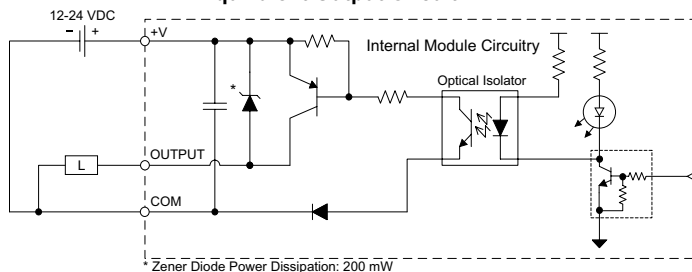 12-24 VDC
− +
+V
Internal Module Circuitry
Optical Isolator
*
OUTPUT
L
COM
* Zener Diode Power Dissipation: 200 mW